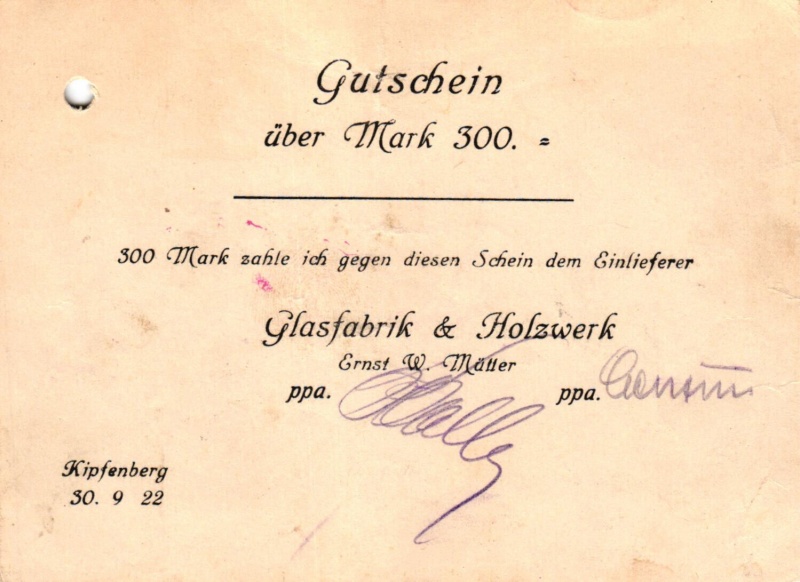 Gutschein
über Mark 300. =
300 Mark zahle ich gegen diesen Schein dem Einlieferer
Glasfabrik & Holzwerk
Ernst W. Mütter
ppa. ppa.
Kipfenberg
30. 9 22